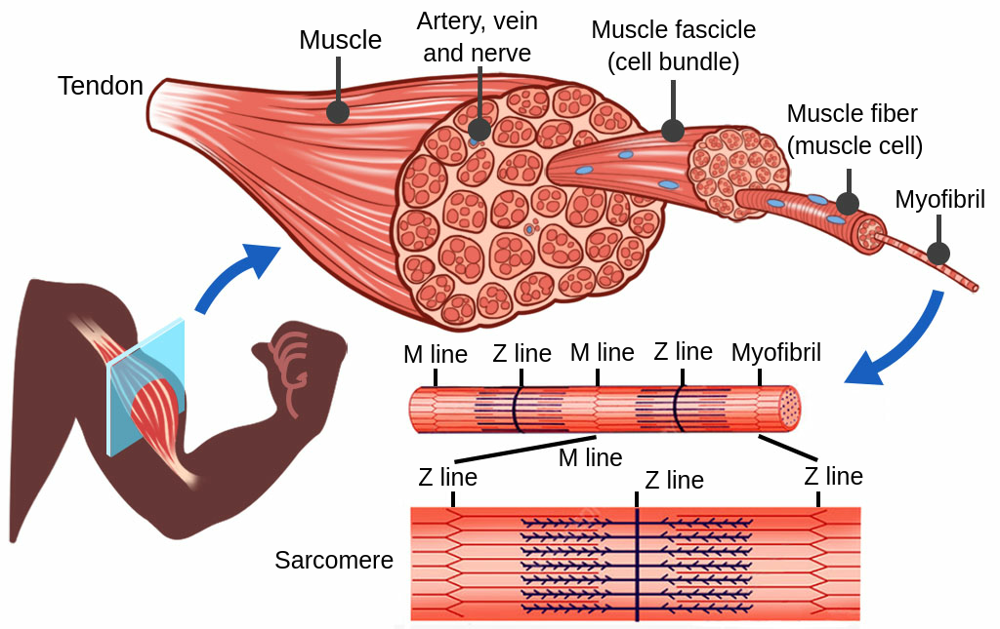 Artery, vein
and nerve
Muscle fascicle
(cell bundle)
Muscle
Tendon
Muscle fiber
(muscle cell)
Myofibril
M line
Z line
M line
Z line
Myofibril
M line
Z line
Z line
Z line
Sarcomere